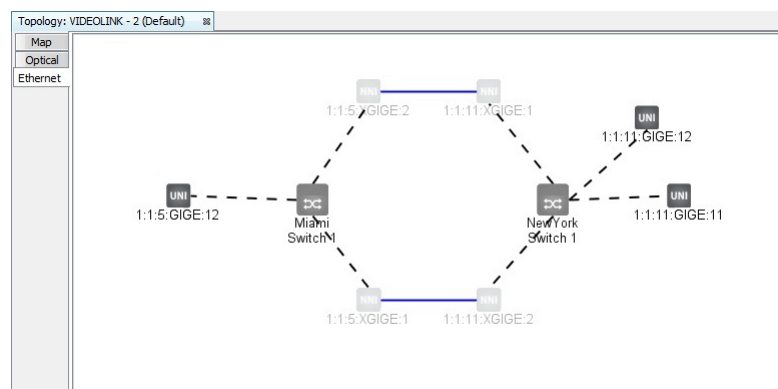 Topology: VIDEOLINK - 2 (Default)
Map
Optical
Ethernet
NNI
NNI
1:1:5:XGIGE:2
1:1:11:XGIGE:1
UNI
1:1:11:GIGE:12
UNI
1:1:5:GIGE:12
Miami
Switch 1
NewYork
Switch 1
UNI
1:1:11:GIGE:11
NNI
NNI
1:1:5:XGIGE:1
1:1:11:XGIGE:2